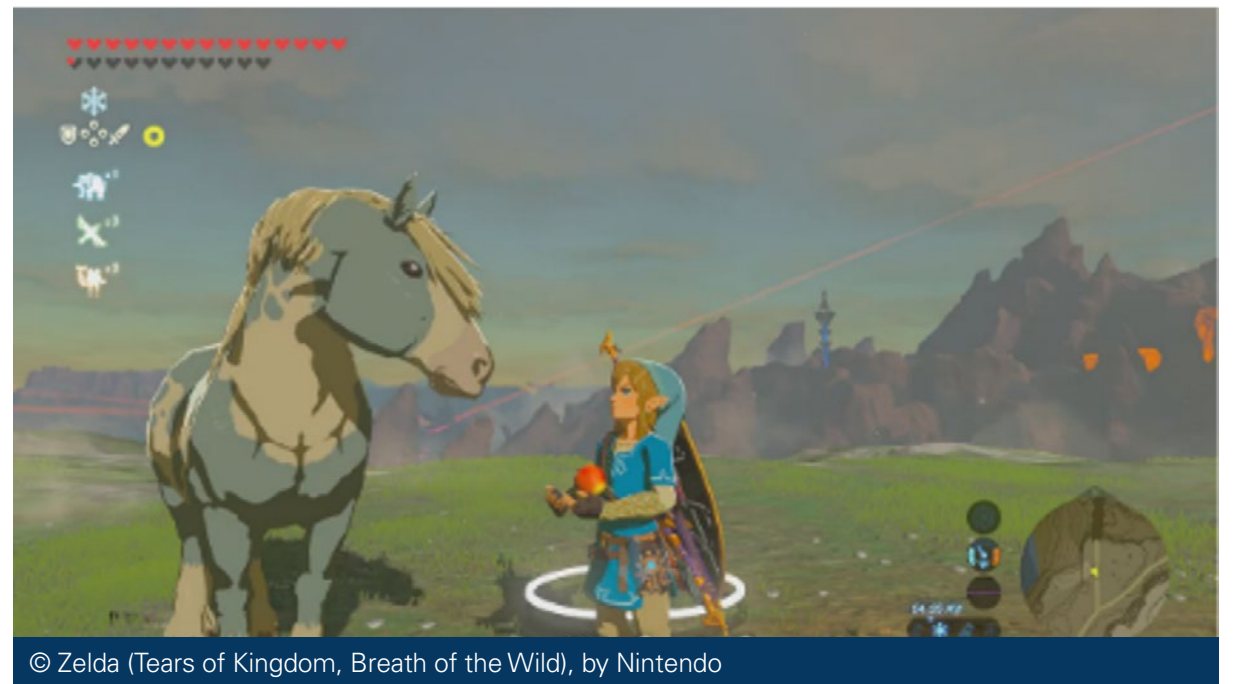 © Zelda (Tears of Kingdom, Breath of the Wild), by Nintendo